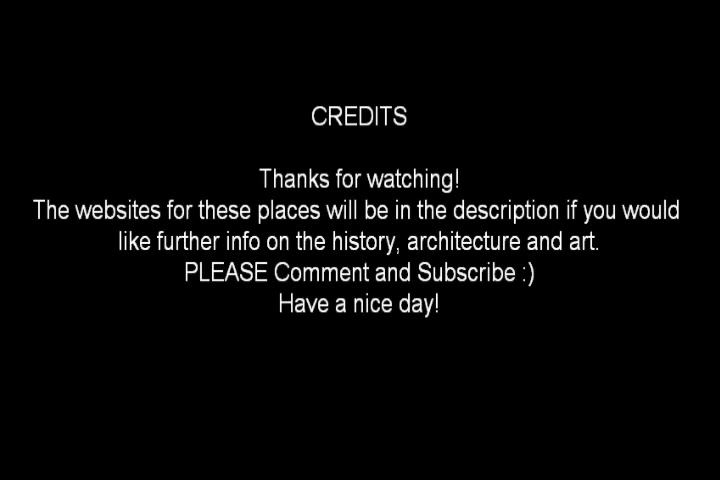 CREDITS
Thanks for watching!
The websites for these places will be in the description if you would
like further info on the history, architecture and art.
PLEASE Comment and Subscribe :)
Have a nice day!